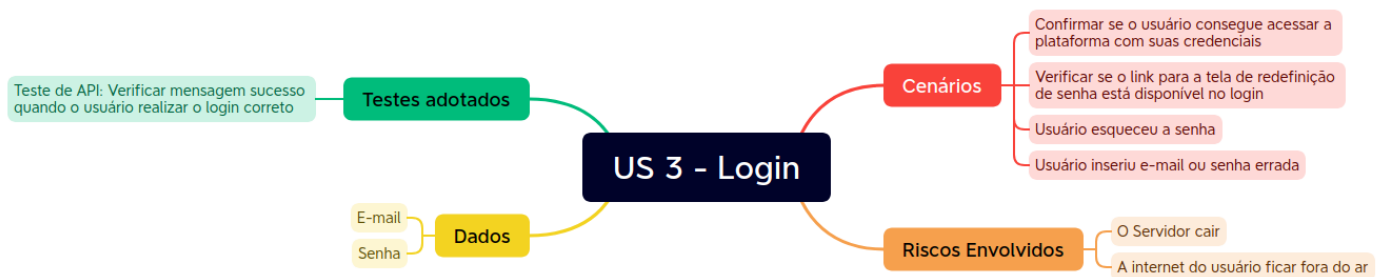 US 3 - Login
Testes adotados
Teste de API: Verificar mensagem sucesso
quando o usuário realizar o login correto
Dados
E-mail
Senha
Cenários
Confirmar se o usuário consegue acessar a
plataforma com suas credenciais
Verificar se o link para a tela de redefinição
de senha está disponível no login
Usuário esqueceu a senha
Usuário inseriu e-mail ou senha errada
Riscos Envolvidos
O Servidor cair
A internet do usuário ficar fora do ar